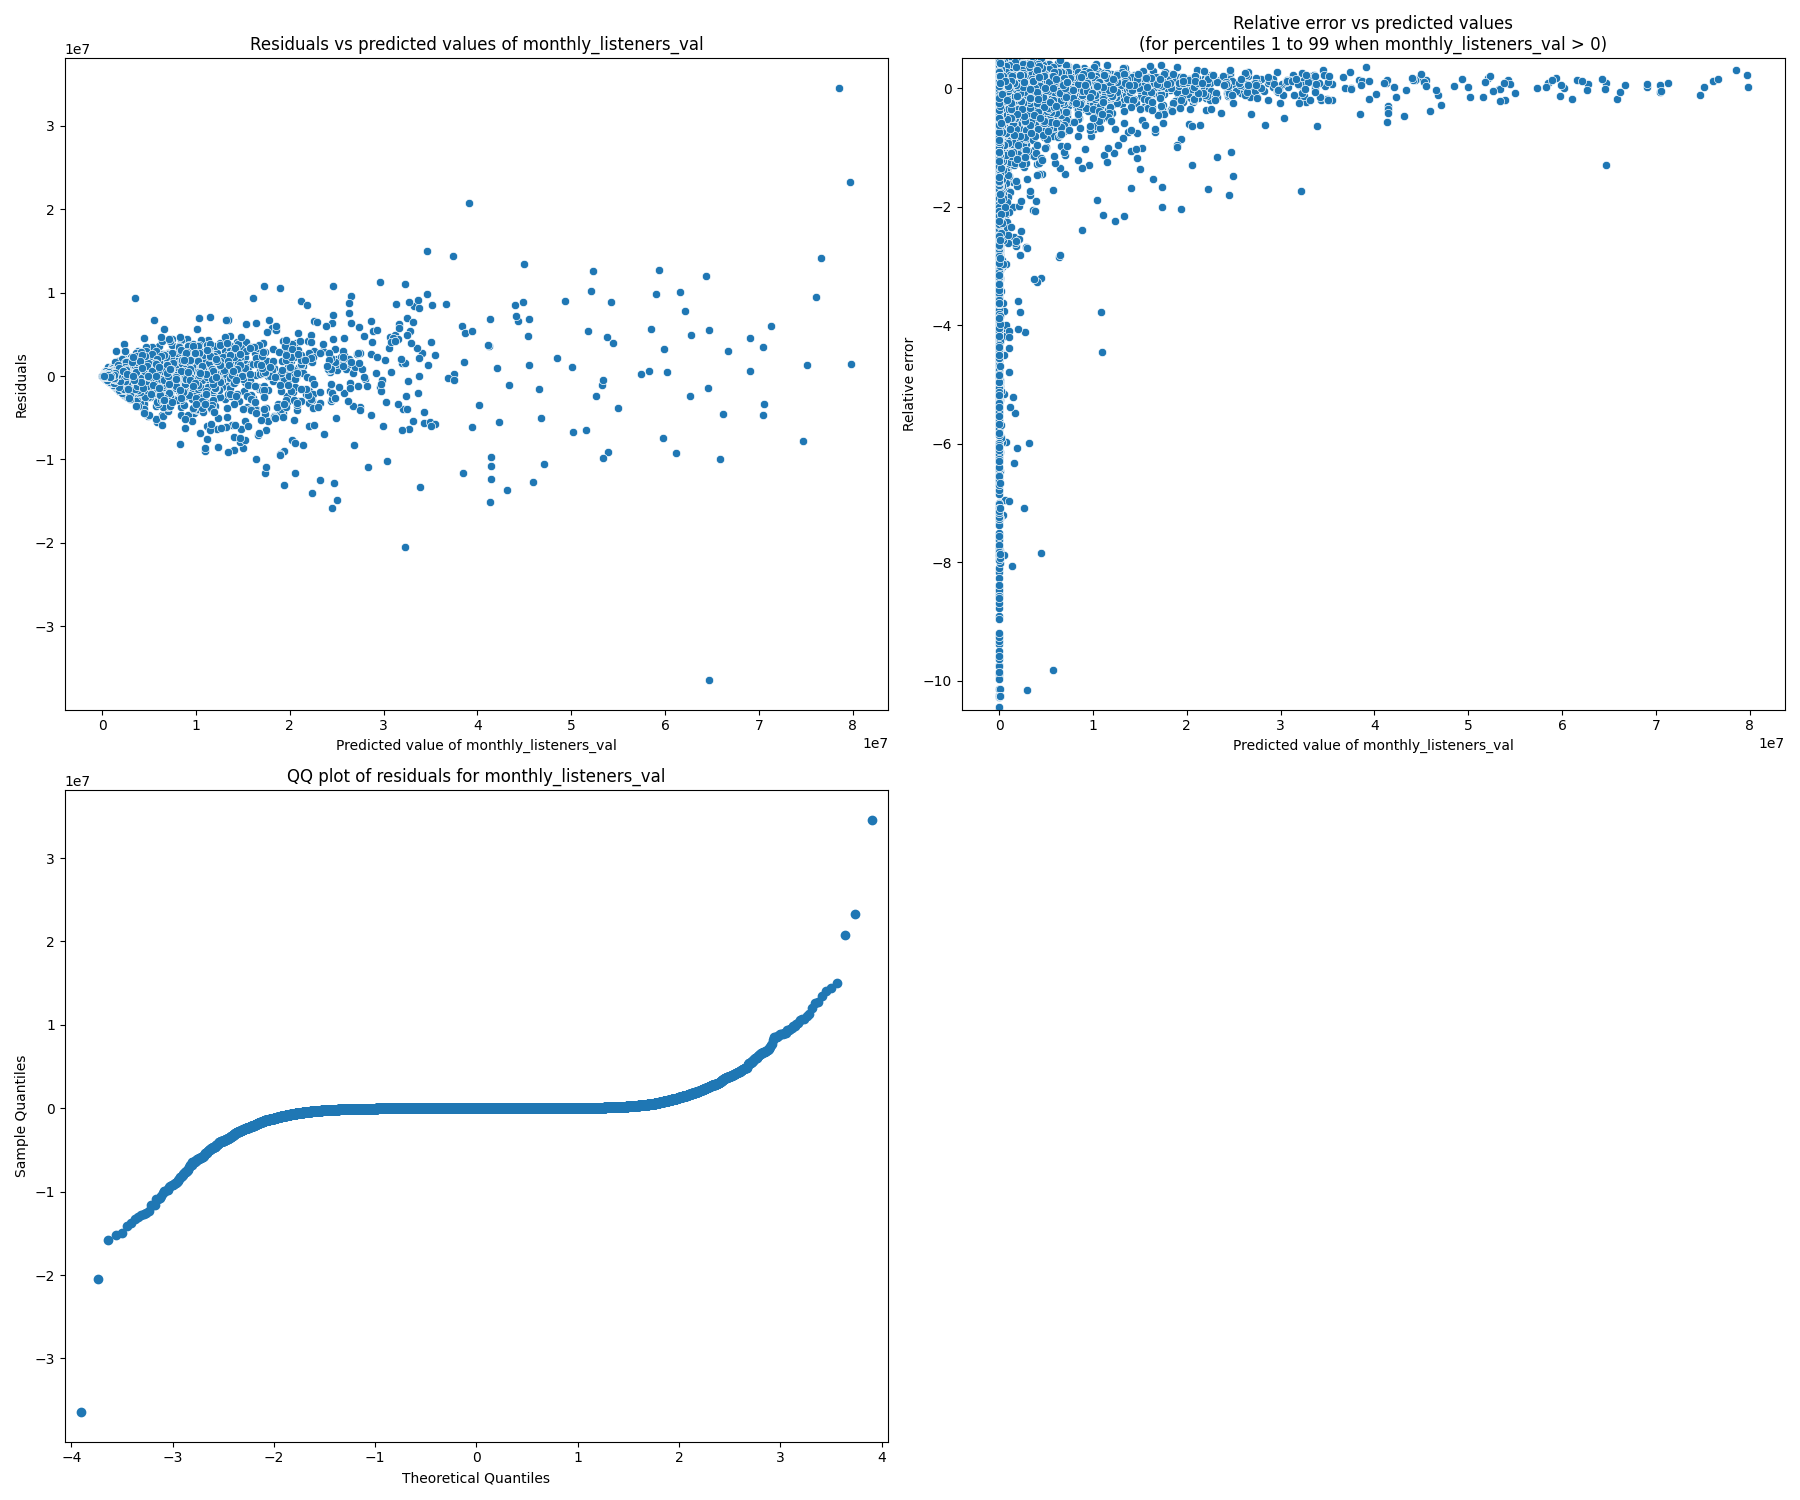 Residuals vs predicted values of monthly_listeners_val
1e7
3
2
1
0
−1
−2
−3
Residuals
0 1 2 3 4 5 6 7 8
1e7
Predicted value of monthly_listeners_val
Relative error vs predicted values
(for percentiles 1 to 99 when monthly_listeners_val > 0)
0
−2
−4
−6
−8
−10
Relative error
0 1 2 3 4 5 6 7 8
1e7
Predicted value of monthly_listeners_val
QQ plot of residuals for monthly_listeners_val
1e7
3
2
1
0
−1
−2
−3
Sample Quantiles
−4 −3 −2 −1 0 1 2 3 4
Theoretical Quantiles